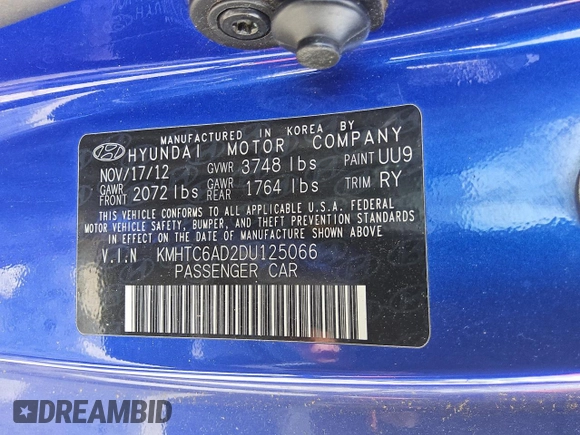 MANUFACTURED IN KOREA BY
HYUNDAI MOTOR COMPANY
NOV/17/12 GVWR 3748 lbs PAINT UU9
GAWR FRONT 2072 lbs GAWR REAR 1764 lbs TRIM RY
THIS VEHICLE CONFORMS TO ALL APPLICABLE U.S.A. FEDERAL
MOTOR VEHICLE SAFETY, BUMPER, AND THEFT PREVENTION STANDARDS
IN EFFECT ON THE DATE OF MANUFACTURE SHOWN ABOVE.
V.I.N KMHTC6AD2DU125066
PASSENGER CAR
DREAMBID